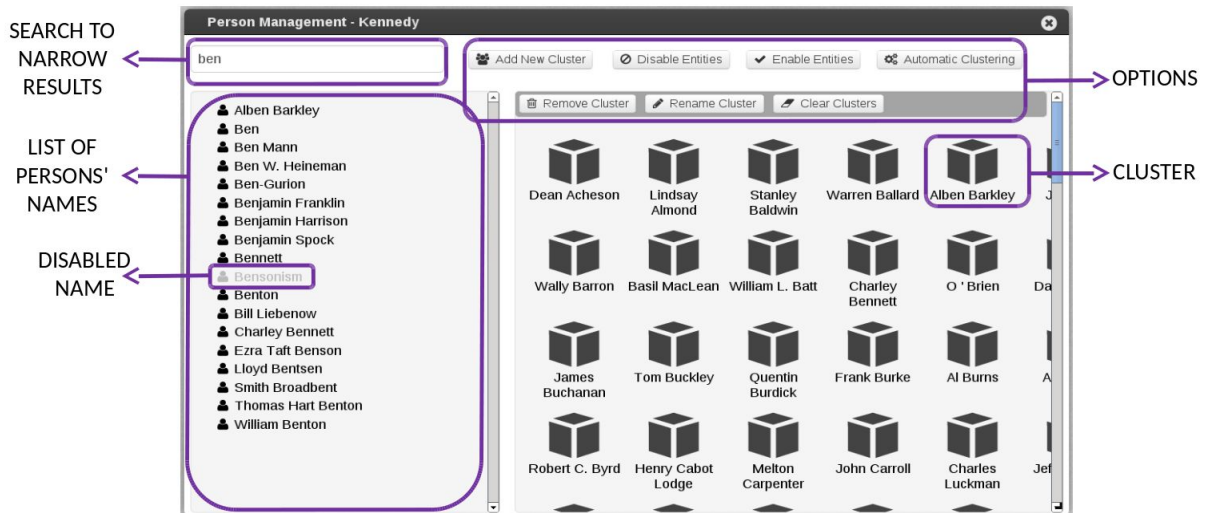 Person Management - Kennedy
SEARCH TO
NARROW
RESULTS
ben
Add New Cluster Disable Entities Enable Entities Automatic Clustering
OPTIONS
Remove Cluster Rename Cluster Clear Clusters
LIST OF
PERSONS'
NAMES
Alben Barkley
Ben
Ben Mann
Ben W. Heineman
Ben-Gurion
Benjamin Franklin
Benjamin Harrison
Benjamin Spock
Bennett
DISABLED
NAME
Bensonism
Benton
Bill Liebenow
Charley Bennett
Ezra Taft Benson
Lloyd Bentsen
Smith Broadbent
Thomas Hart Benton
William Benton
CLUSTER
Dean Acheson
Lindsay
Almond
Stanley
Baldwin
Warren Ballard
Alben Barkley
J
Wally Barron
Basil MacLean
William L. Batt
Charley
Bennett
O ' Brien
Da
James
Buchanan
Tom Buckley
Quentin
Burdick
Frank Burke
Al Burns
A
Robert C. Byrd
Henry Cabot
Lodge
Melton
Carpenter
John Carroll
Charles
Luckman
Jef